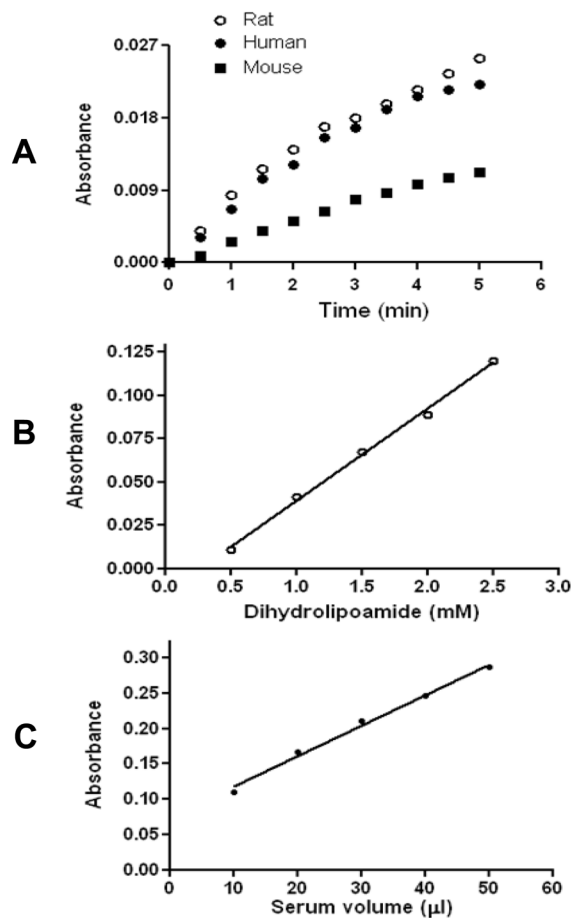 Rat
Human
Mouse
A
Absorbance
0.027
0.018
0.009
0.000
0 1 2 3 4 5 6
Time (min)
B
Absorbance
0.125
0.100
0.075
0.050
0.025
0.000
0.0 0.5 1.0 1.5 2.0 2.5 3.0
Dihydrolipoamide (mM)
C
Absorbance
0.30
0.25
0.20
0.15
0.10
0.05
0.00
0 10 20 30 40 50 60
Serum volume (µl)